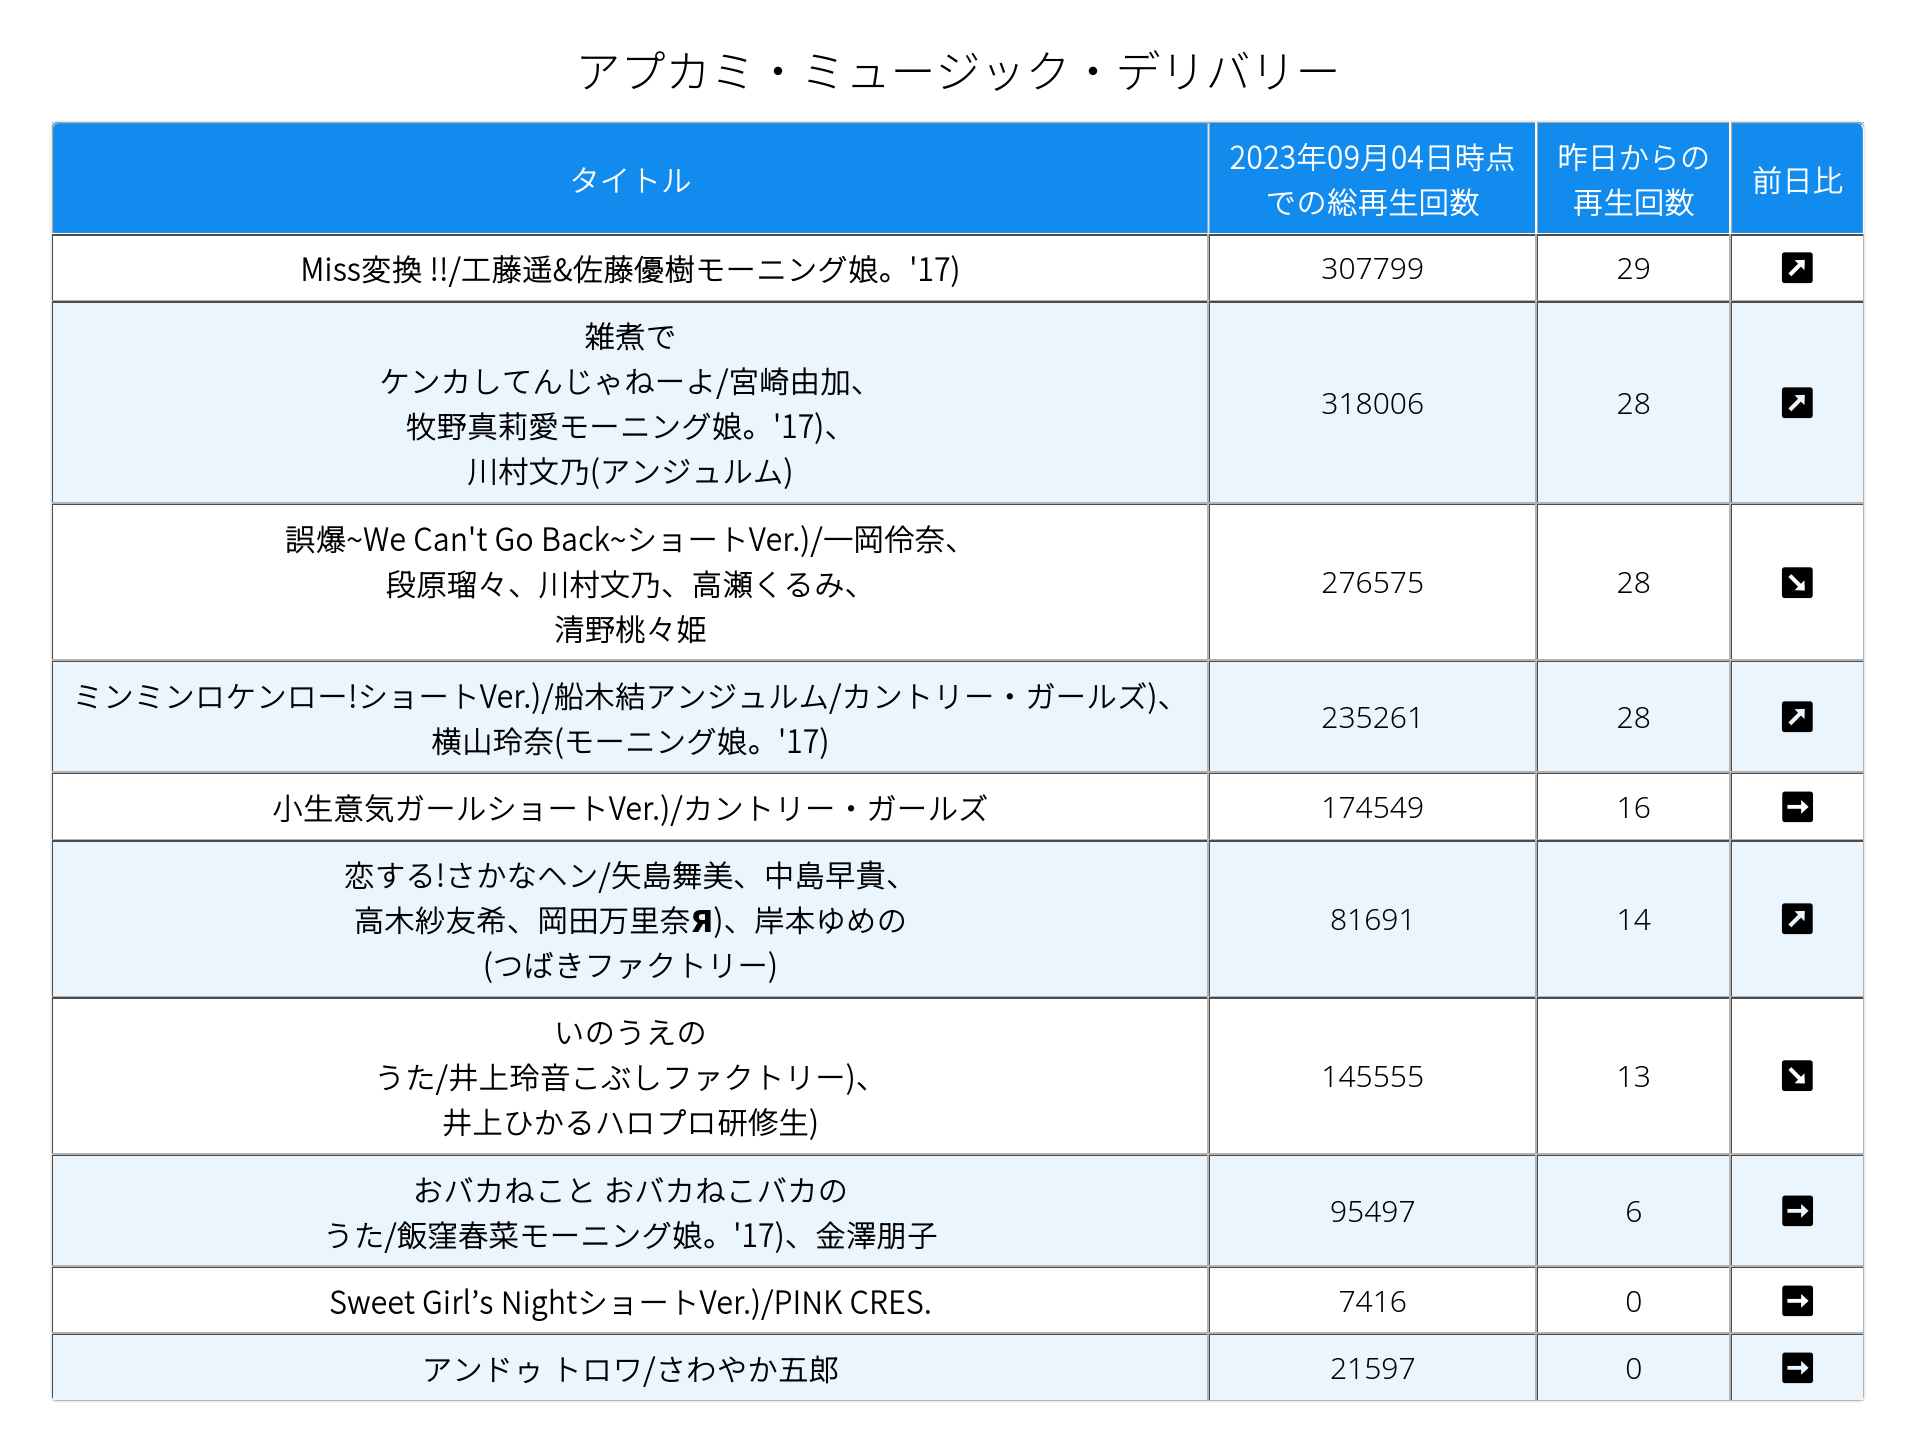 アプカミ・ミュージック・デリバリー
タイトル
2023年09月04日時点
での総再生回数
昨日からの
再生回数
前日比
Miss変換 !!/工藤遥&佐藤優樹モーニング娘。'17)
307799
29
雑煮で
ケンカしてんじゃねーよ/宮崎由加、
牧野真莉愛モーニング娘。'17)、
川村文乃(アンジュルム)
318006
28
誤爆~We Can't Go Back~ショートVer.)/一岡伶奈、
段原瑠々、川村文乃、高瀬くるみ、
清野桃々姫
276575
28
ミンミンロケンロー!ショートVer.)/船木結アンジュルム/カントリー・ガールズ)、
横山玲奈(モーニング娘。'17)
235261
28
小生意気ガールショートVer.)/カントリー・ガールズ
174549
16
恋する!さかなヘン/矢島舞美、中島早貴、
高木紗友希、岡田万里奈Я)、岸本ゆめの
(つばきファクトリー)
81691
14
いのうえの
うた/井上玲音こぶしファクトリー)、
井上ひかるハロプロ研修生)
145555
13
おバカねこと おバカねこバカの
うた/飯窪春菜モーニング娘。'17)、金澤朋子
95497
6
Sweet Girl’s NightショートVer.)/PINK CRES.
7416
0
アンドゥ トロワ/さわやか五郎
21597
0